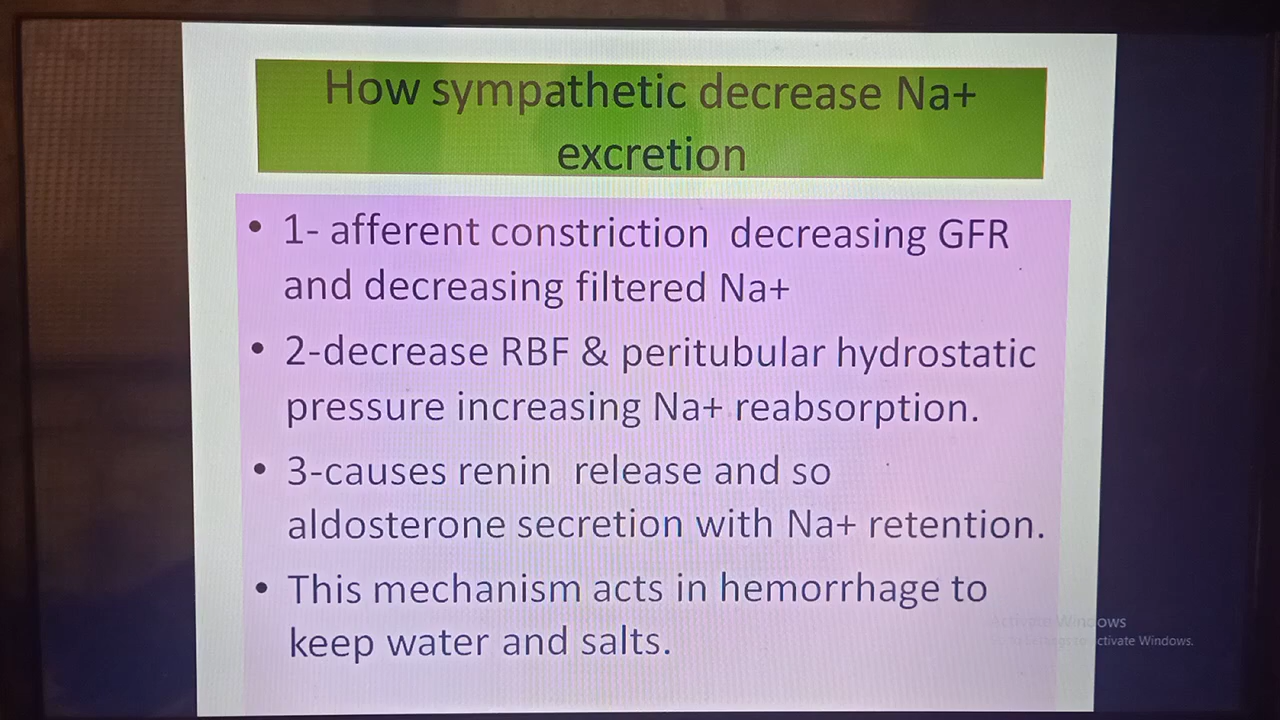 How sympathetic decrease Na+
excretion
• 1- afferent constriction decreasing GFR
and decreasing filtered Na+
• 2-decrease RBF & peritubular hydrostatic
pressure increasing Na+ reabsorption.
• 3-causes renin release and so
aldosterone secretion with Na+ retention.
• This mechanism acts in hemorrhage to
keep water and salts.
Activate Windows
to activate Windows.